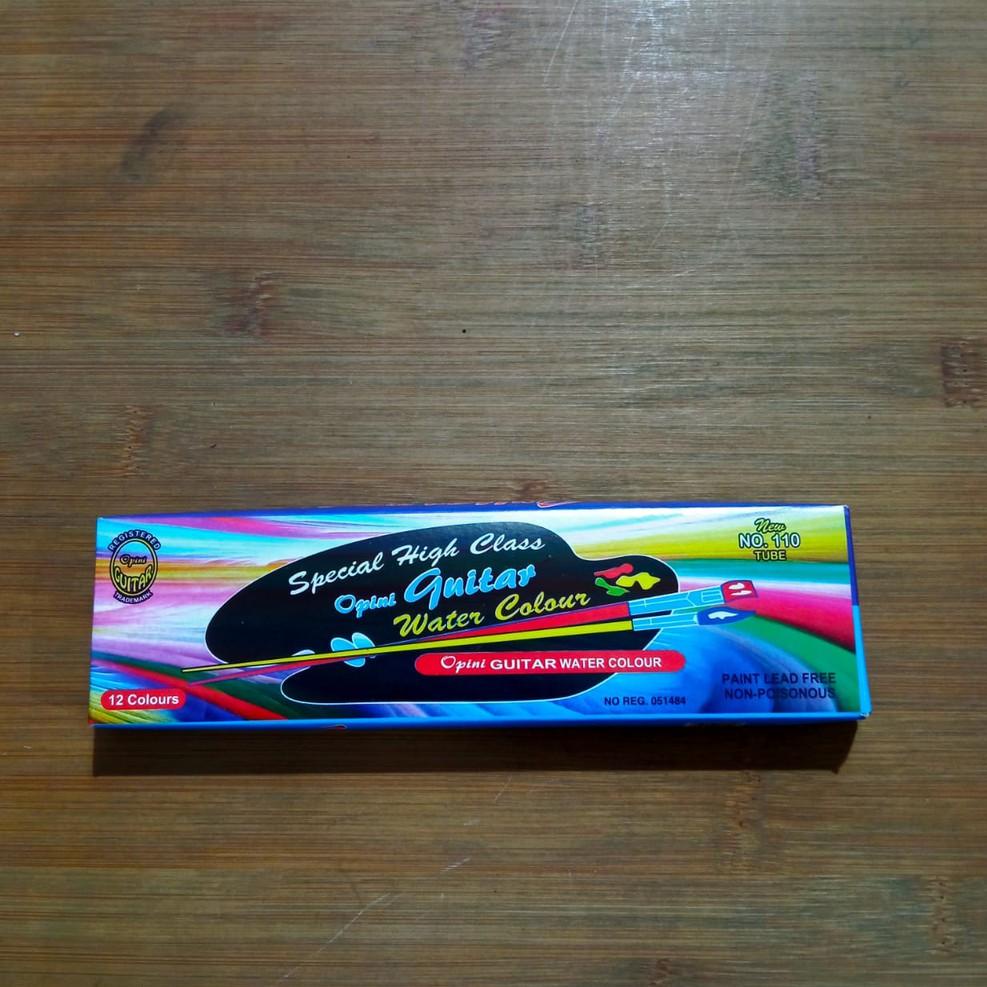 REGISTERED
Opini
GUITAR
TRADEMARK
Special High Class
Opini Guitar
Water Colour
New
NO. 110
TUBE
Opini GUITAR WATER COLOUR
12 Colours
NO REG. 051484
PAINT LEAD FREE
NON-POISONOUS